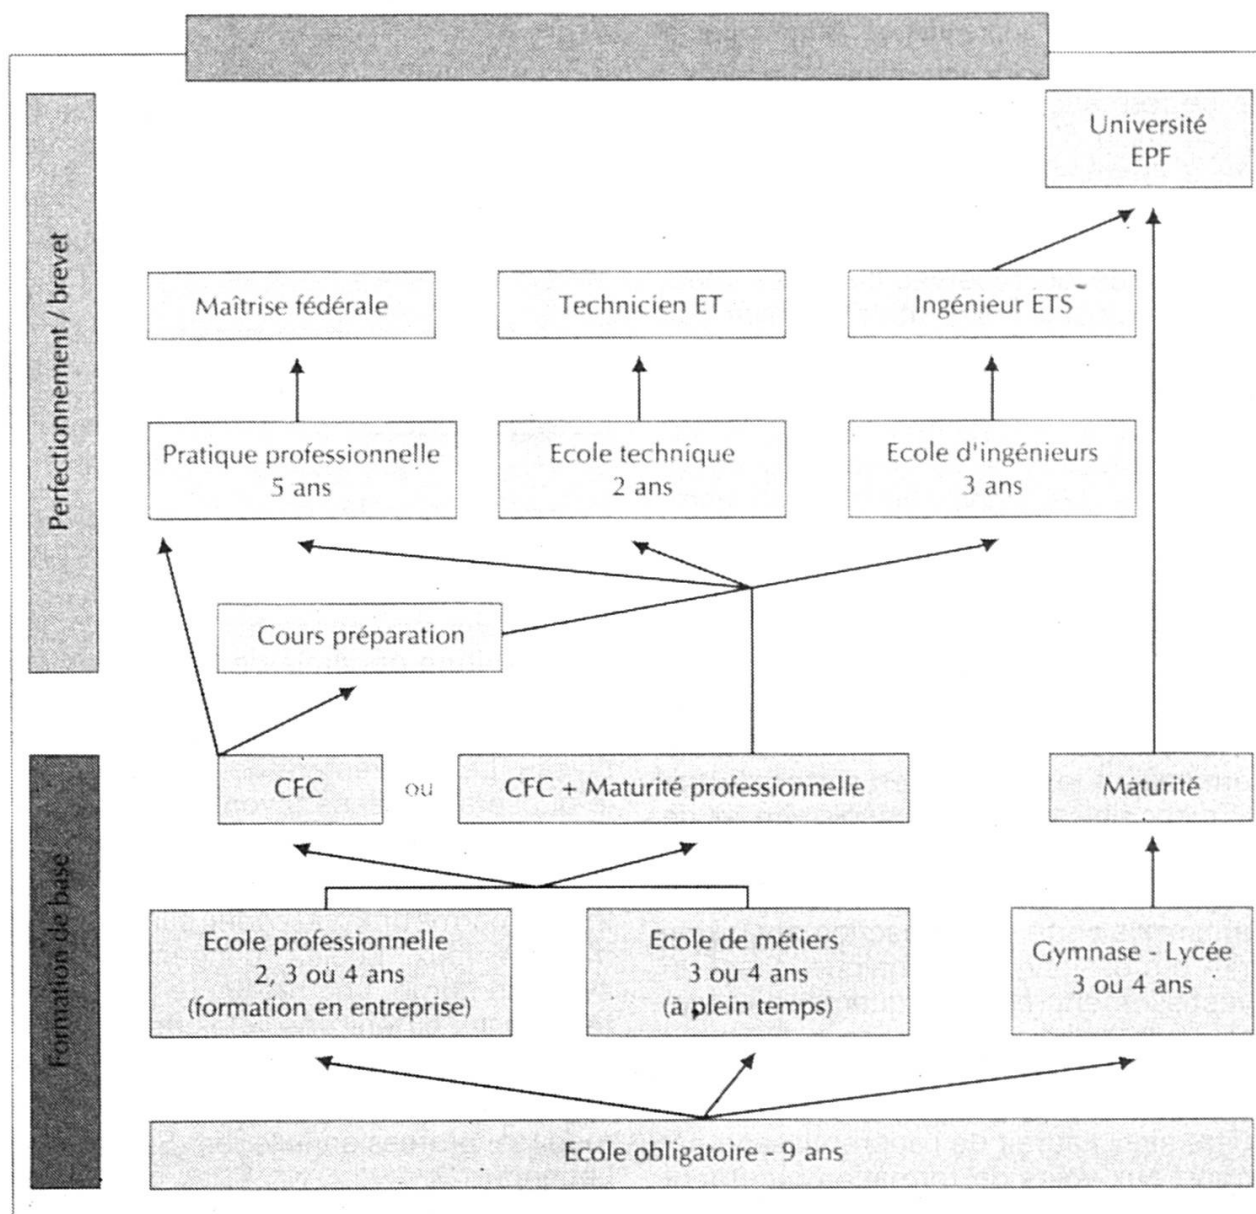 Université
EPF
Perfectionnement / brevet
Maîtrise fédérale
Technicien ET
Ingénieur ETS
Pratique professionnelle
5 ans
Ecole technique
2 ans
Ecole d'ingénieurs
3 ans
Cours préparation
CFC
ou
CFC + Maturité professionnelle
Maturité
Formation de base
Ecole professionnelle
2, 3 ou 4 ans
(formation en entreprise)
Ecole de métiers
3 ou 4 ans
(à plein temps)
Gymnase - Lycée
3 ou 4 ans
Ecole obligatoire - 9 ans